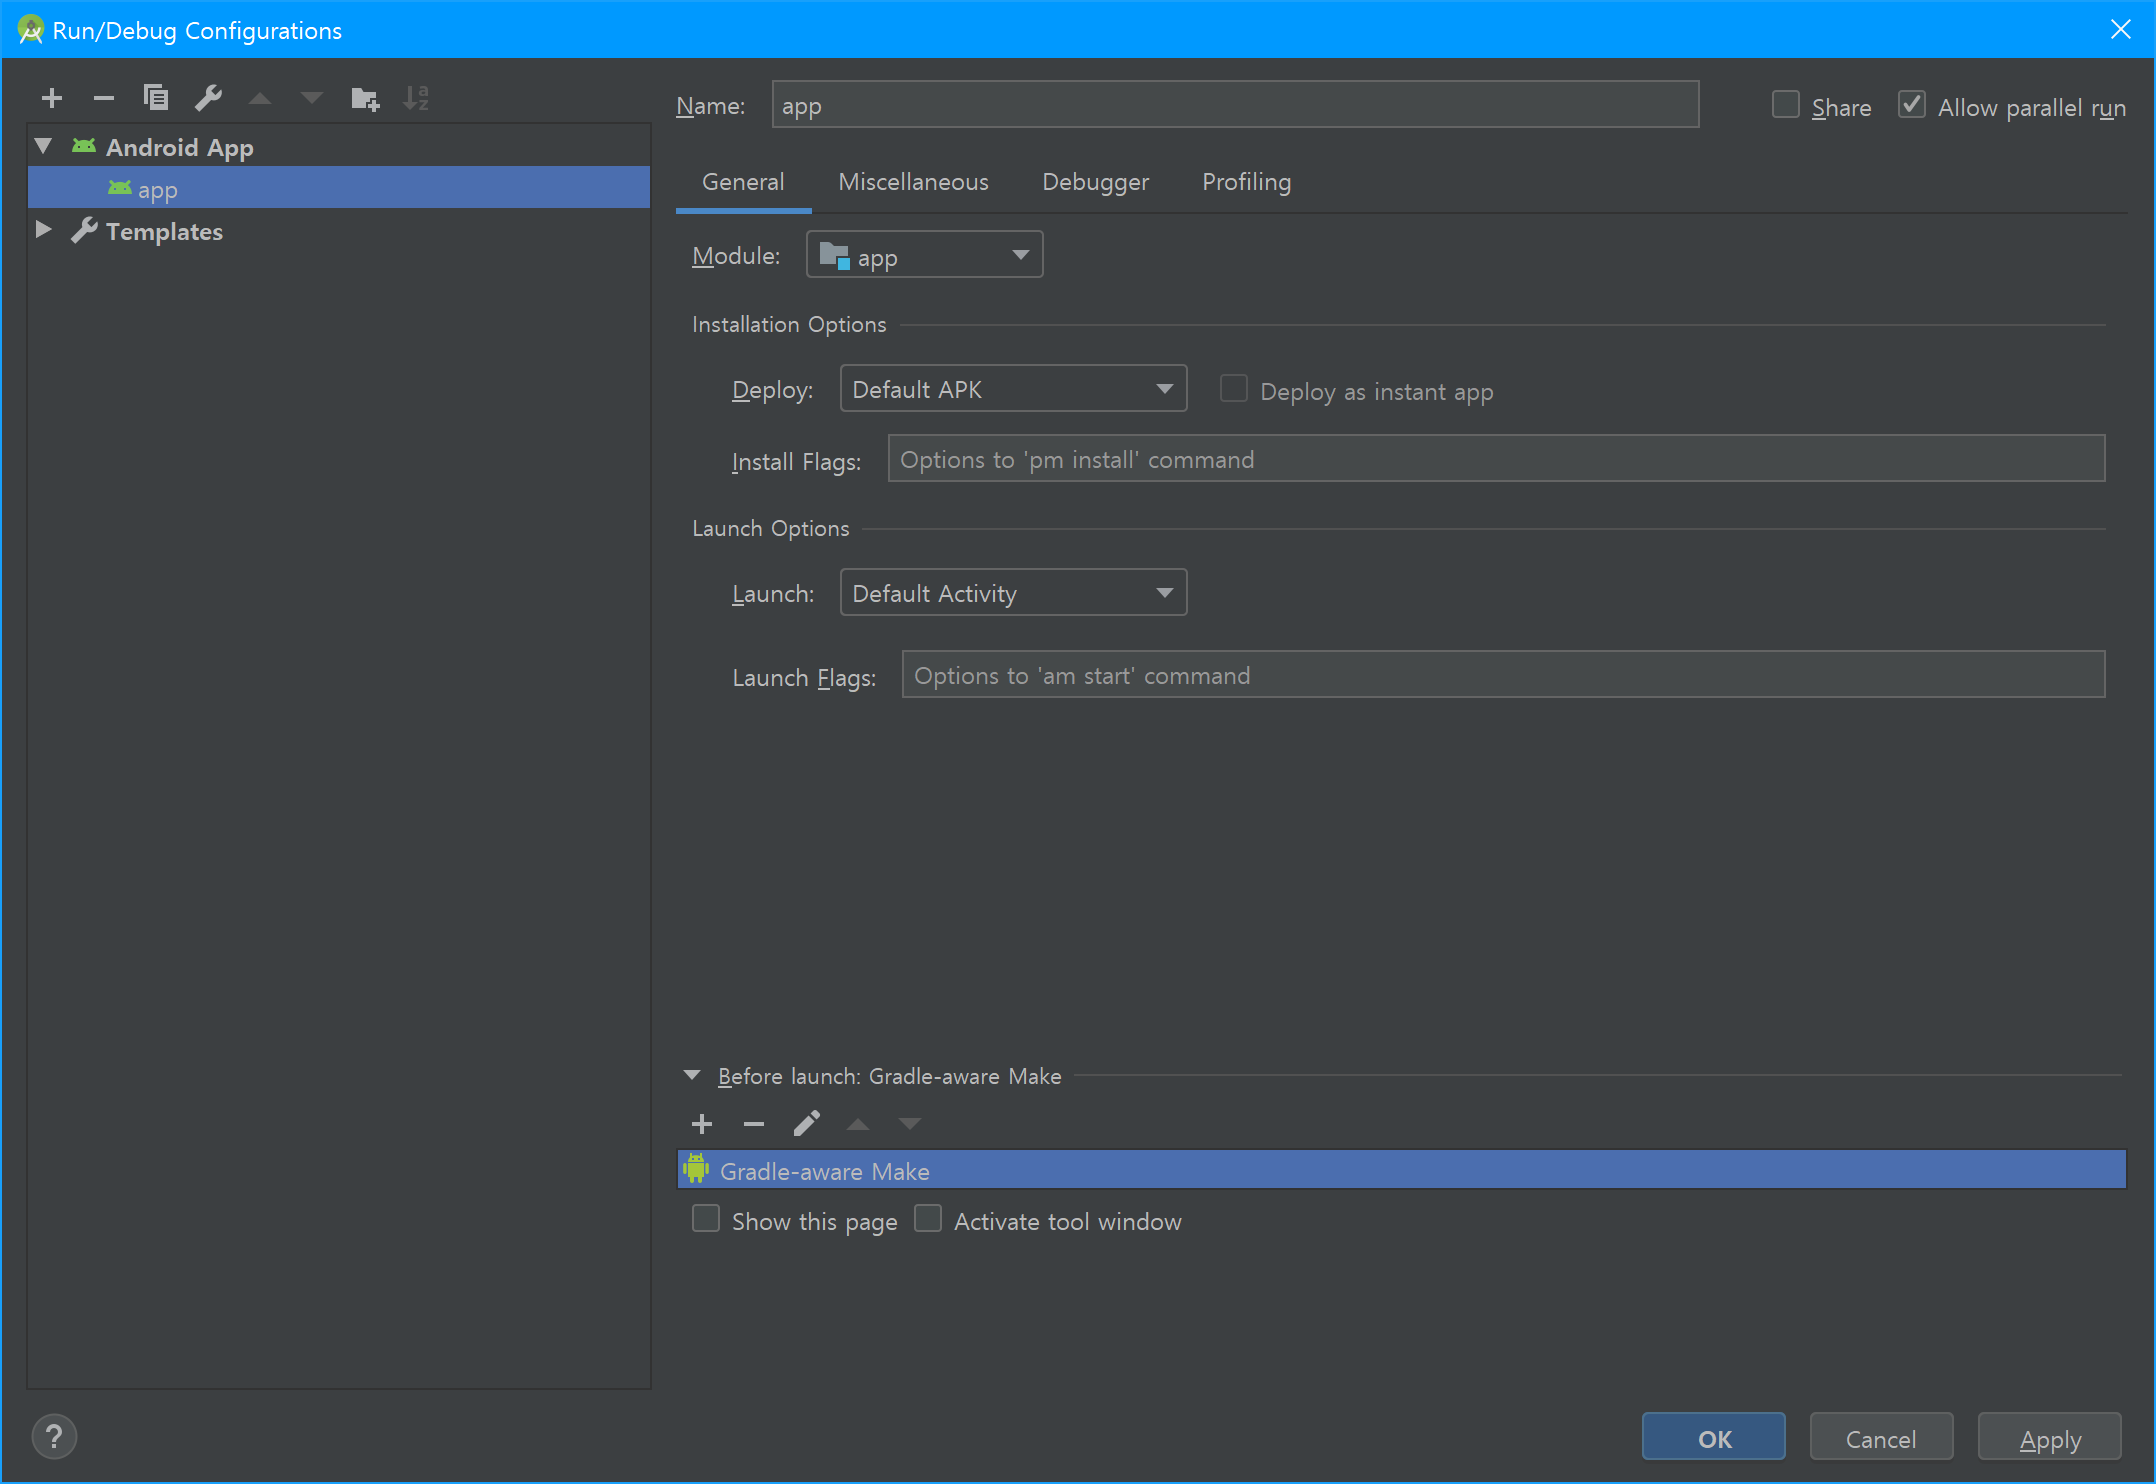 Run/Debug Configurations
Android App
app
Templates
Name: app
Share
Allow parallel run
General Miscellaneous Debugger Profiling
Module: app
Installation Options
Deploy: Default APK
Deploy as instant app
Install Flags: Options to 'pm install' command
Launch Options
Launch: Default Activity
Launch Flags: Options to 'am start' command
Before launch: Gradle-aware Make
Gradle-aware Make
Show this page
Activate tool window
?
OK
Cancel
Apply